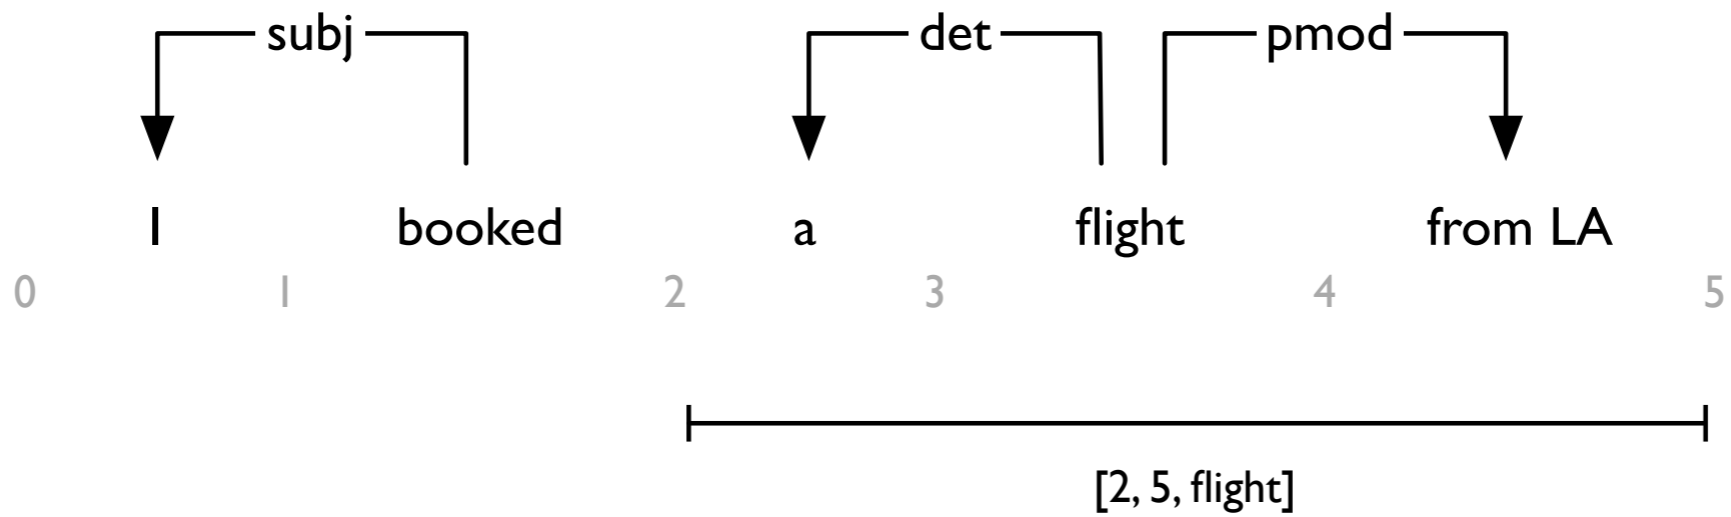 subj det pmod
I booked a flight from LA
0 1 2 3 4 5
[2, 5, flight]